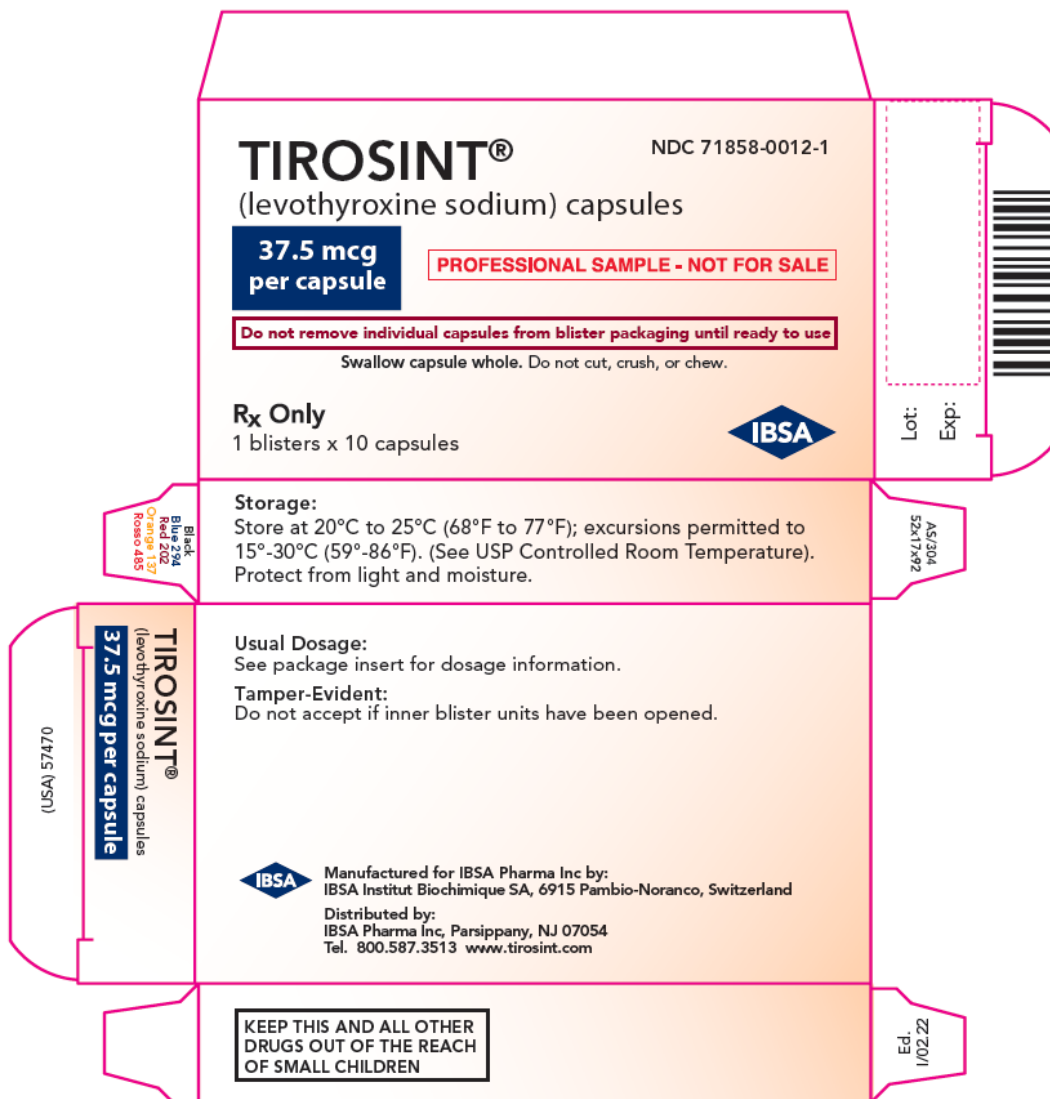 TIROSINT®
NDC 71858-0012-1
(levothyroxine sodium) capsules
37.5 mcg
per capsule
PROFESSIONAL SAMPLE - NOT FOR SALE
Do not remove individual capsules from blister packaging until ready to use
Swallow capsule whole. Do not cut, crush, or chew.
Rx Only
1 blisters x 10 capsules
IBSA
Lot:
Exp:
Black
Blue 294
Red 202
Orange 137
Rosso 485
Storage:
Store at 20°C to 25°C (68°F to 77°F); excursions permitted to
15°-30°C (59°-86°F). (See USP Controlled Room Temperature).
Protect from light and moisture.
AS/304
52x17x92
TIROSINT®
(levothyroxine sodium) capsules
37.5 mcg per capsule
(USA) 57470
Usual Dosage:
See package insert for dosage information.
Tamper-Evident:
Do not accept if inner blister units have been opened.
IBSA
Manufactured for IBSA Pharma Inc by:
IBSA Institut Biochimique SA, 6915 Pambio-Noranco, Switzerland
Distributed by:
IBSA Pharma Inc, Parsippany, NJ 07054
Tel. 800.587.3513 www.tirosint.com
KEEP THIS AND ALL OTHER
DRUGS OUT OF THE REACH
OF SMALL CHILDREN
Ed.
I/02.22